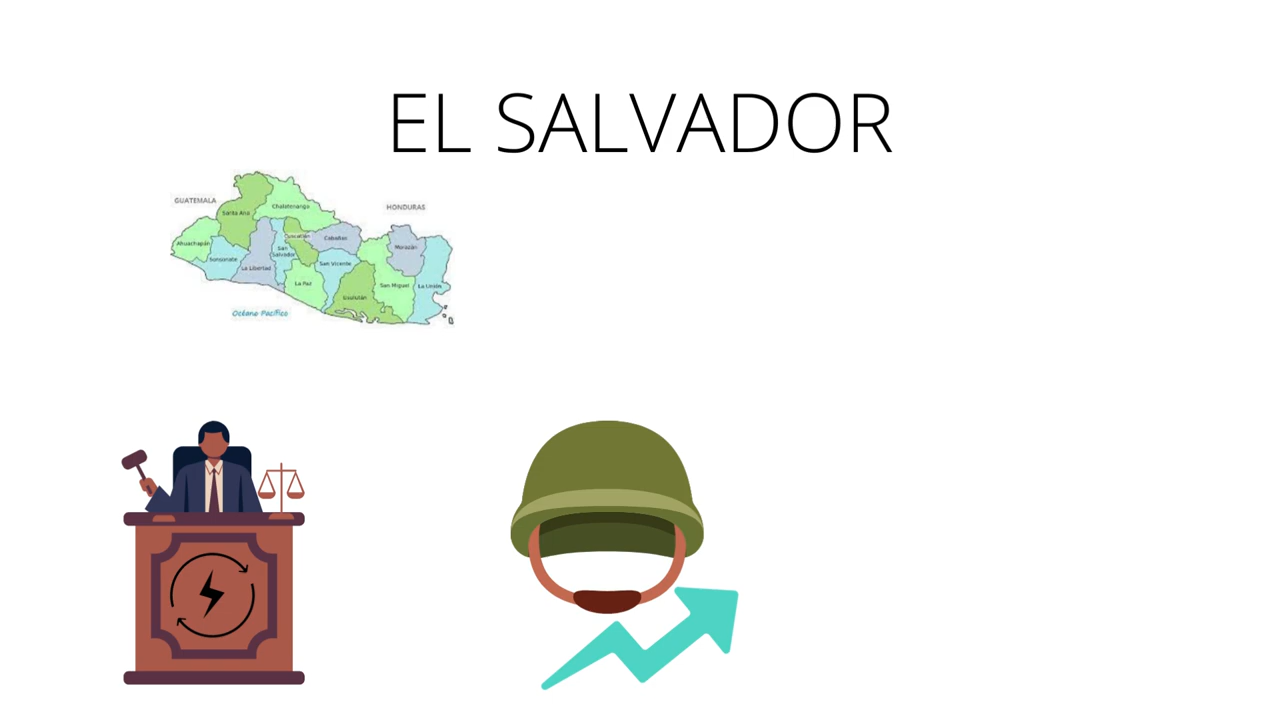 EL SALVADOR
GUATEMALA
HONDURAS
Santa Ana
Chalatenango
Ahuachapán
Sonsonate
La Libertad
San
Salvador
Cuscatlán
Cabañas
San Vicente
La Paz
Usulután
San Miguel
Morazán
La Unión
Océano Pacífico